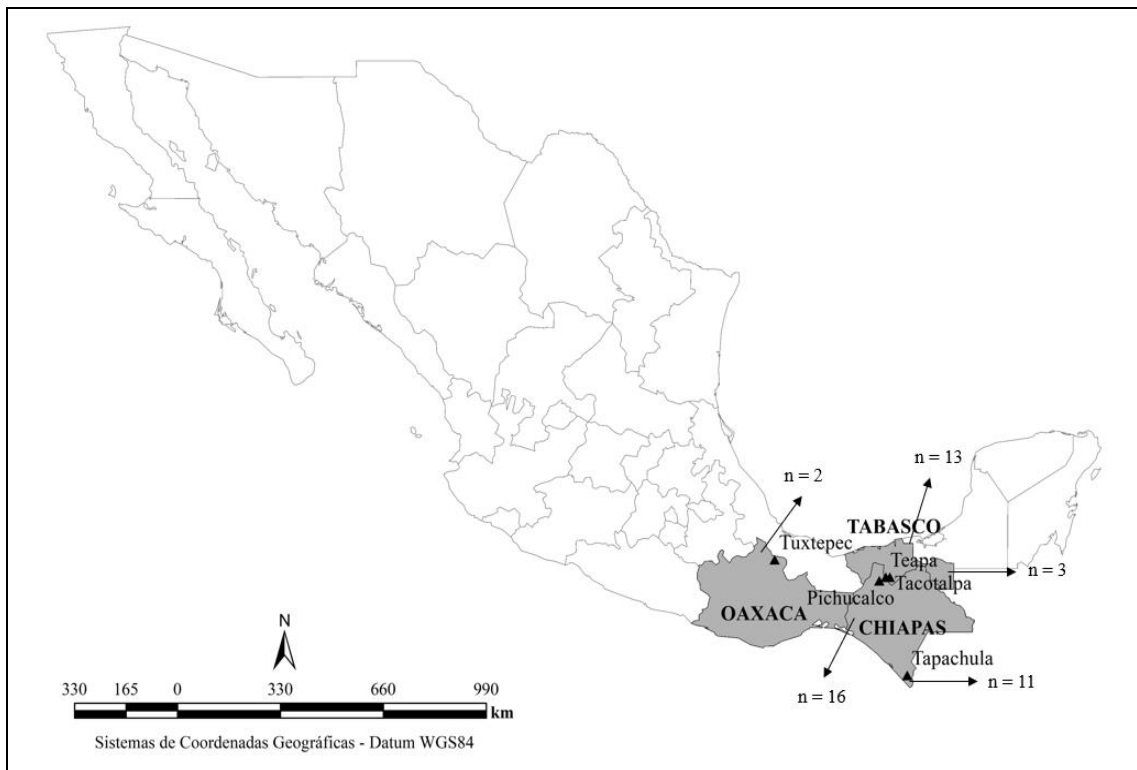 n = 13
n = 2
TABASCO
Tuxtepec
Teapa
n = 3
Tacotalpa
Pichucalco
OAXACA
CHIAPAS
Tapachula
n = 11
n = 16
N
330 165 0 330 660 990
km
Sistemas de Coordenadas Geográficas - Datum WGS84